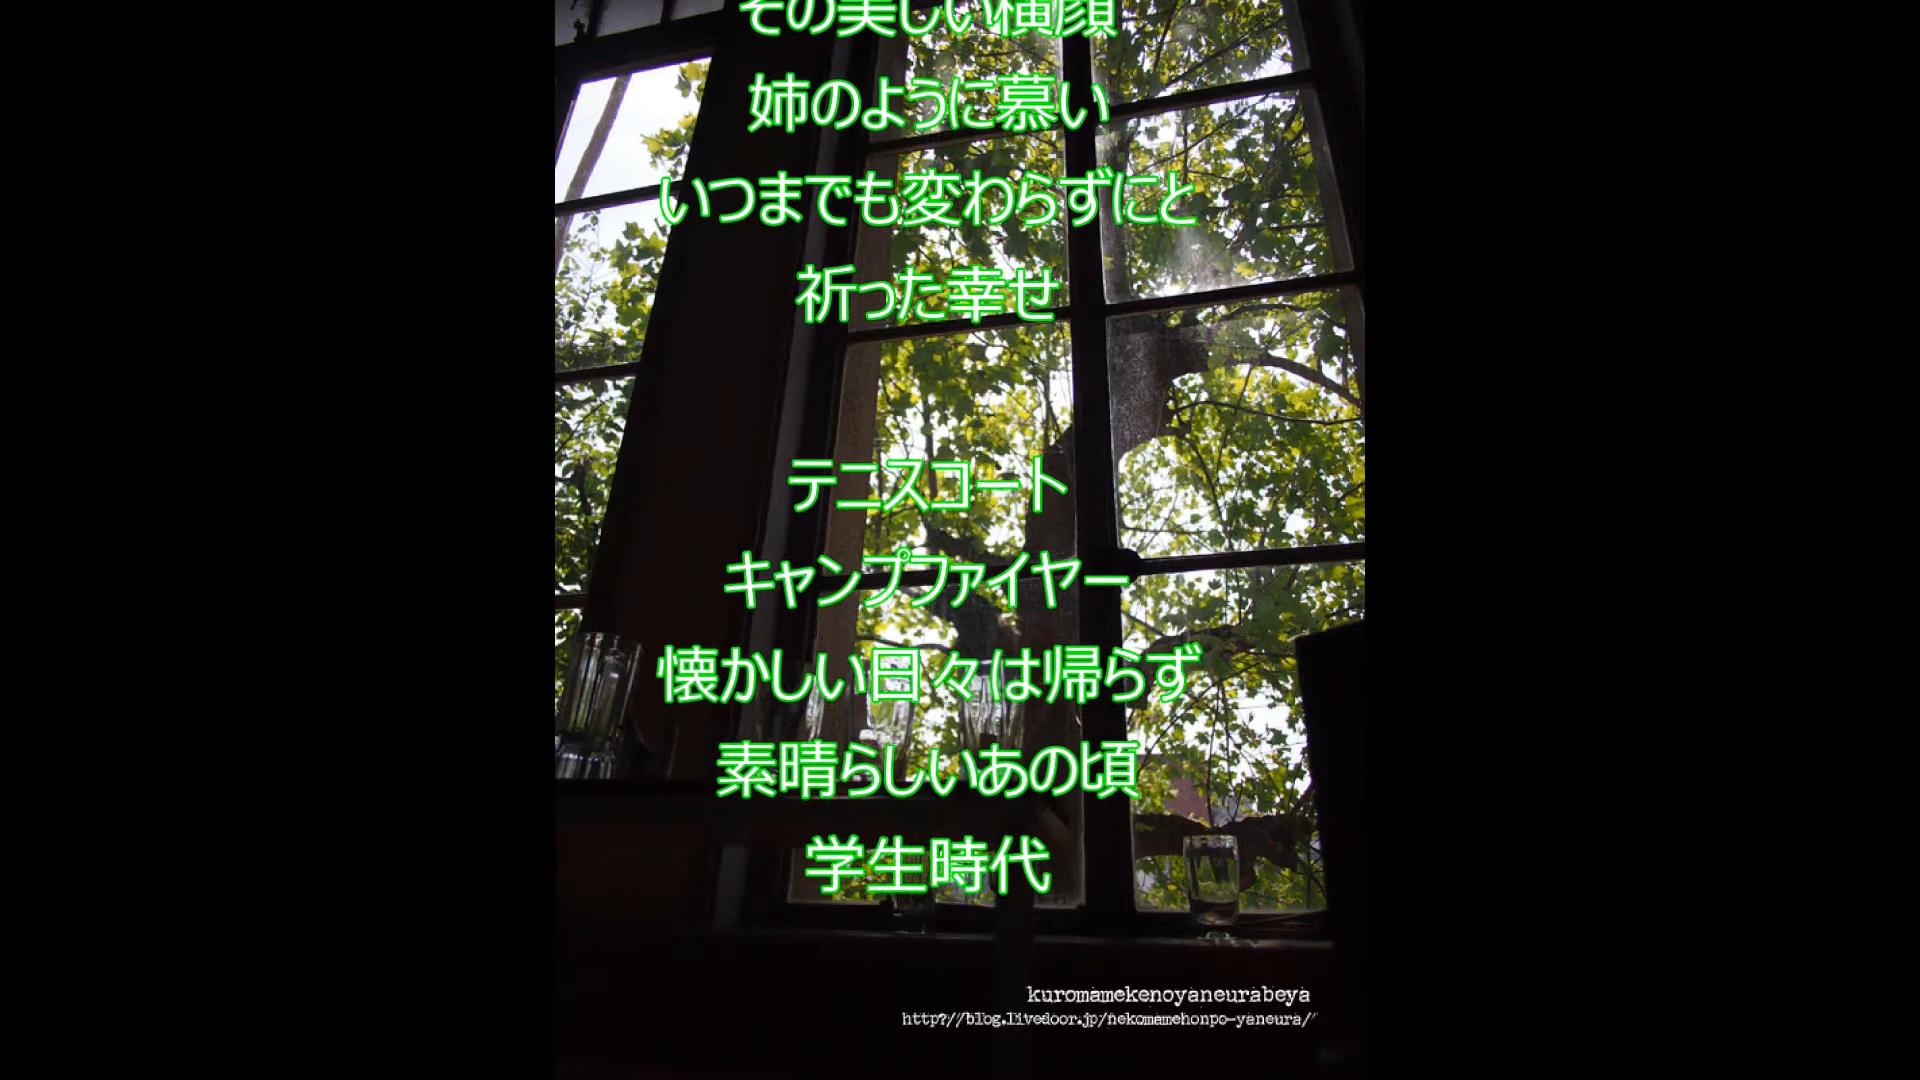 その美しい横顔
姉のように慕い
いつまでも変わらずにと
祈った幸せ
テニスコート
キャンプファイヤー
懐かしい日々は帰らず
素晴らしいあの頃
学生時代
kuromamekenoyaneurabeya
http?//blog.livedoor.jp/nekomamehonpo-yaneura/